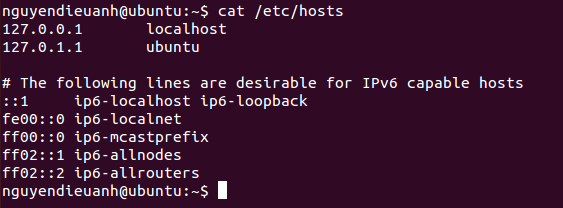 nguyendieuanh@ubuntu:~$ cat /etc/hosts
127.0.0.1       localhost
127.0.1.1       ubuntu

# The following lines are desirable for IPv6 capable hosts
::1     ip6-localhost ip6-loopback
fe00::0 ip6-localnet
ff00::0 ip6-mcastprefix
ff02::1 ip6-allnodes
ff02::2 ip6-allrouters
nguyendieuanh@ubuntu:~$